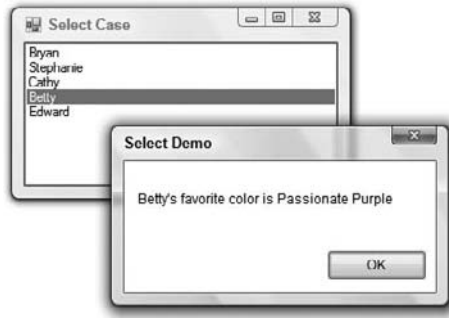 Select Case
Bryan
Stephanie
Cathy
Betty
Edward
Select Demo
Betty's favorite color is Passionate Purple
OK